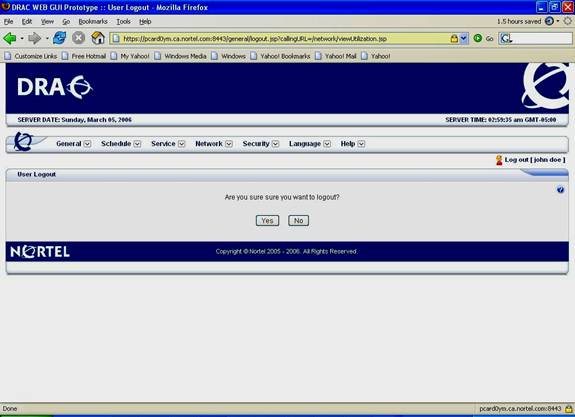 DRAC WEB GUI Prototype :: User Logout - Mozilla Firefox
File Edit View Go Bookmarks Tools Help
1.5 hours saved
https://pcard0ym.ca.nortel.com:8443/general/logout.jsp?callingURL=/network/viewUtilization.jsp
Go
Customize Links Free Hotmail My Yahoo! Windows Media Windows Yahoo! Bookmarks Yahoo! Mail Yahoo!
DRAC
SERVER DATE: Sunday, March 05, 2006 SERVER TIME: 02:59:35 am GMT-05:00
General Schedule Service Network Security Language Help
Log out [ john doe ]
User Logout
?
Are you sure sure you want to logout?
Yes No
NORTEL Copyright © Nortel 2005 - 2006. All Rights Reserved.
Done pcard0ym.ca.nortel.com:8443